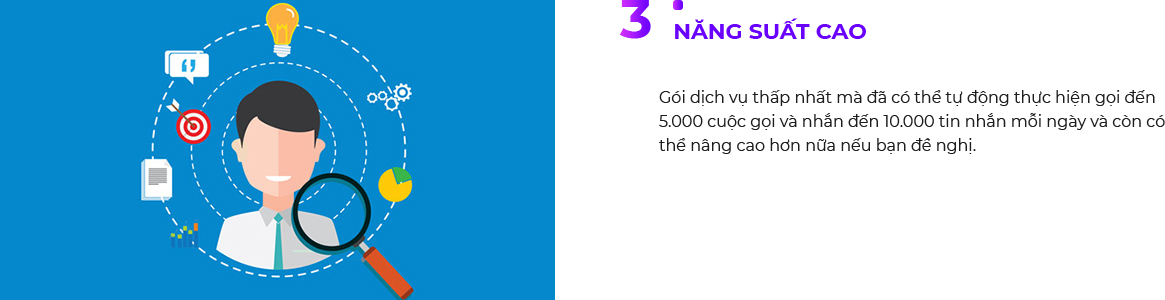 3
NĂNG SUẤT CAO
Gói dịch vụ thấp nhất mà đã có thể tự động thực hiện gọi đến
5.000 cuộc gọi và nhắn đến 10.000 tin nhắn mỗi ngày và còn có
thể nâng cao hơn nữa nếu bạn đề nghị.